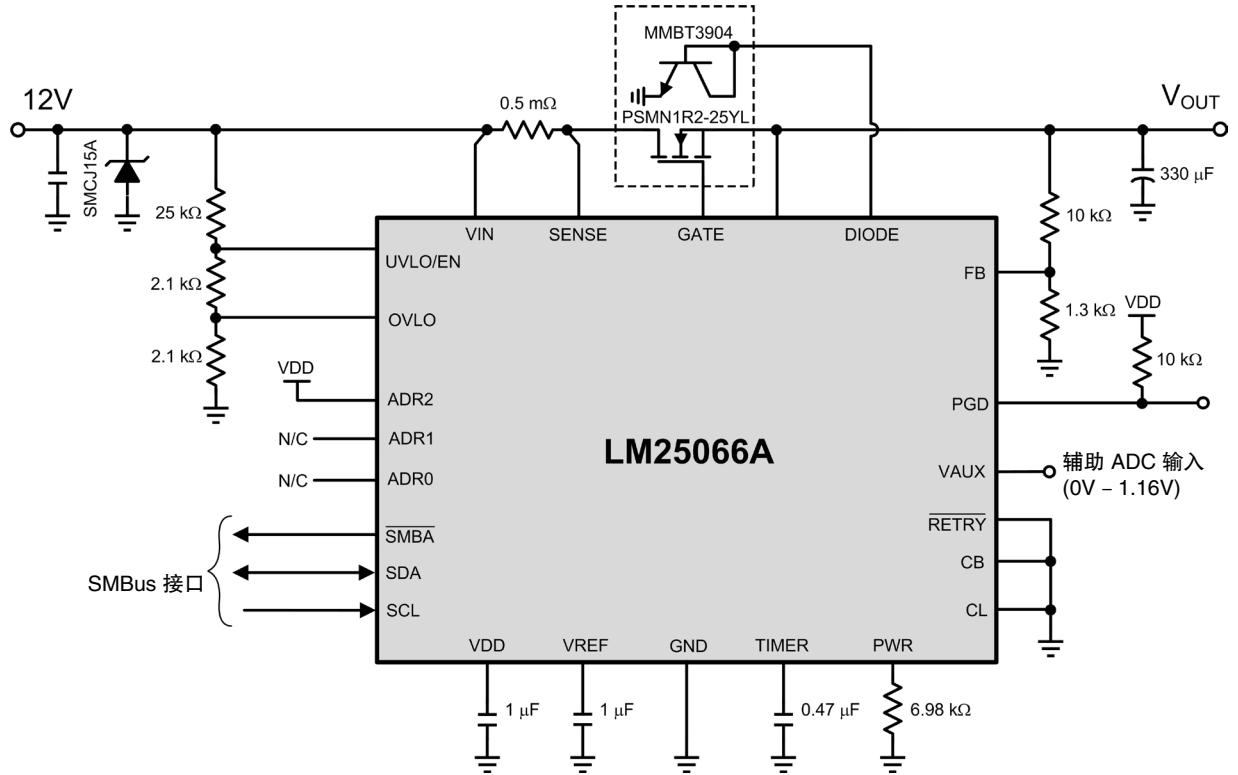 MMBT3904
12V
0.5 mΩ
PSMN1R2-25YL
VOUT
SMCJ15A
330 μF
25 kΩ
10 kΩ
VIN
SENSE
GATE
DIODE
UVLO/EN
FB
2.1 kΩ
1.3 kΩ
VDD
OVLO
2.1 kΩ
VDD
10 kΩ
ADR2
PGD
N/C
ADR1
LM25066A
VAUX
辅助 ADC 输入
(0V – 1.16V)
N/C
ADR0
RETRY
SMBA
CB
SMBus 接口
SDA
SCL
CL
VDD
VREF
GND
TIMER
PWR
1 μF
1 μF
0.47 μF
6.98 kΩ